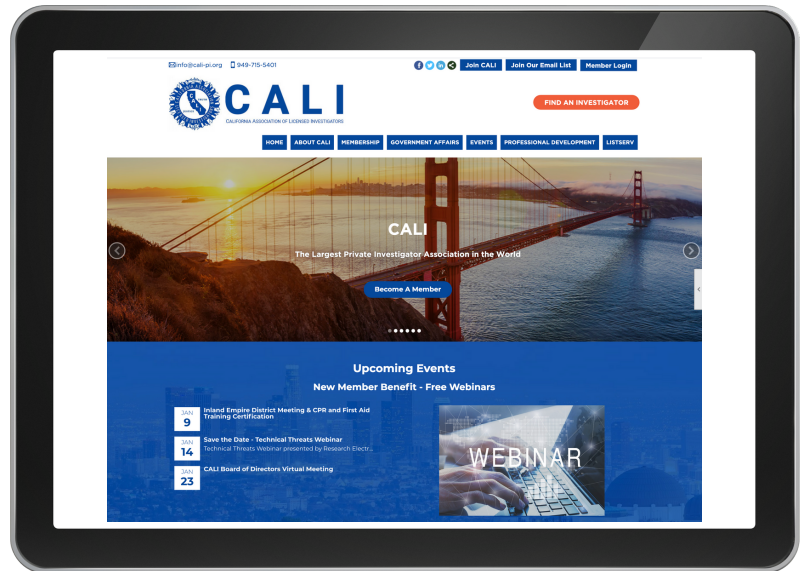 info@cali-pi.org 949-715-5401 Join CALI Join Our Email List Member Login
CALI
CALIFORNIA ASSOCIATION OF LICENSED INVESTIGATORS
FIND AN INVESTIGATOR
HOME ABOUT CALI MEMBERSHIP GOVERNMENT AFFAIRS EVENTS PROFESSIONAL DEVELOPMENT LISTSERV
CALI
The Largest Private Investigator Association in the World
Become A Member
Upcoming Events
New Member Benefit - Free Webinars
JAN
9
Inland Empire District Meeting & CPR and First Aid
Training Certification
JAN
14
Save the Date - Technical Threats Webinar
Technical Threats Webinar presented by Research Electr...
JAN
23
CALI Board of Directors Virtual Meeting
WEBINAR